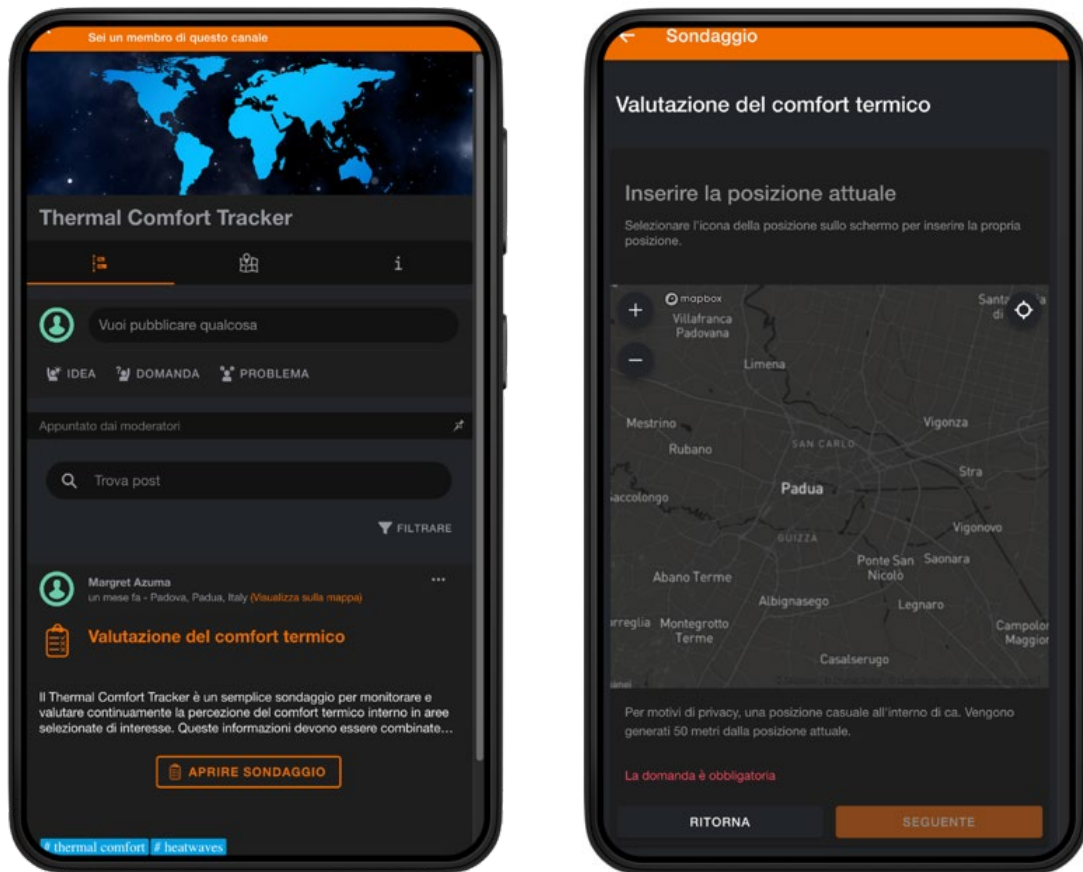 Sei un membro di questo canale
Thermal Comfort Tracker
Vuoi pubblicare qualcosa
IDEA
DOMANDA
PROBLEMA
Appuntato dai moderatori
Trova post
FILTRARE
Margret Azuma
un mese fa - Padova, Padua, Italy (Visualizza sulla mappa)
Valutazione del comfort termico
Il Thermal Comfort Tracker è un semplice sondaggio per monitorare e
valutare continuamente la percezione del comfort termico interno in aree
selezionate di interesse. Queste informazioni devono essere combinate...
APRIRE SONDAGGIO
# thermal comfort # heatwaves
Sondaggio
Valutazione del comfort termico
Inserire la posizione attuale
Selezionare l'icona della posizione sullo schermo per inserire la propria
posizione.
mapbox
Villafranca
Padovana
di
Limena
Mestrino
Vigonza
Rubano
SAN CARLO
Stra
Padua
accolongo
Vigonovo
GUIZZA
Ponte San
Nicolò
Saonara
Abano Terme
Albignasego
Legnaro
rreglia
Montegrotto
Terme
Campolon
Maggior
Casalserugo
Per motivi di privacy, una posizione casuale all'interno di ca. Vengono
generati 50 metri dalla posizione attuale.
La domanda è obbligatoria
RITORNA
SEGUENTE